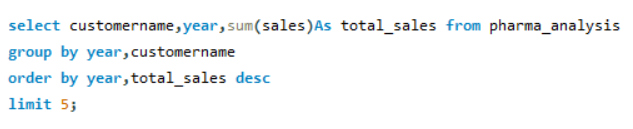 select customername,year,sum(sales)As total_sales from pharma_analysis
group by year,customername
order by year,total_sales desc
limit 5;